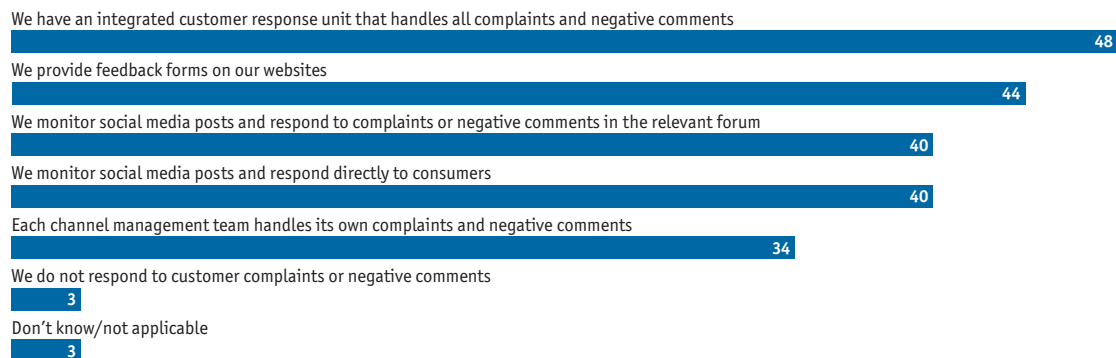 We have an integrated customer response unit that handles all complaints and negative comments
48
We provide feedback forms on our websites
44
We monitor social media posts and respond to complaints or negative comments in the relevant forum
40
We monitor social media posts and respond directly to consumers
40
Each channel management team handles its own complaints and negative comments
34
We do not respond to customer complaints or negative comments
3
Don’t know/not applicable
3